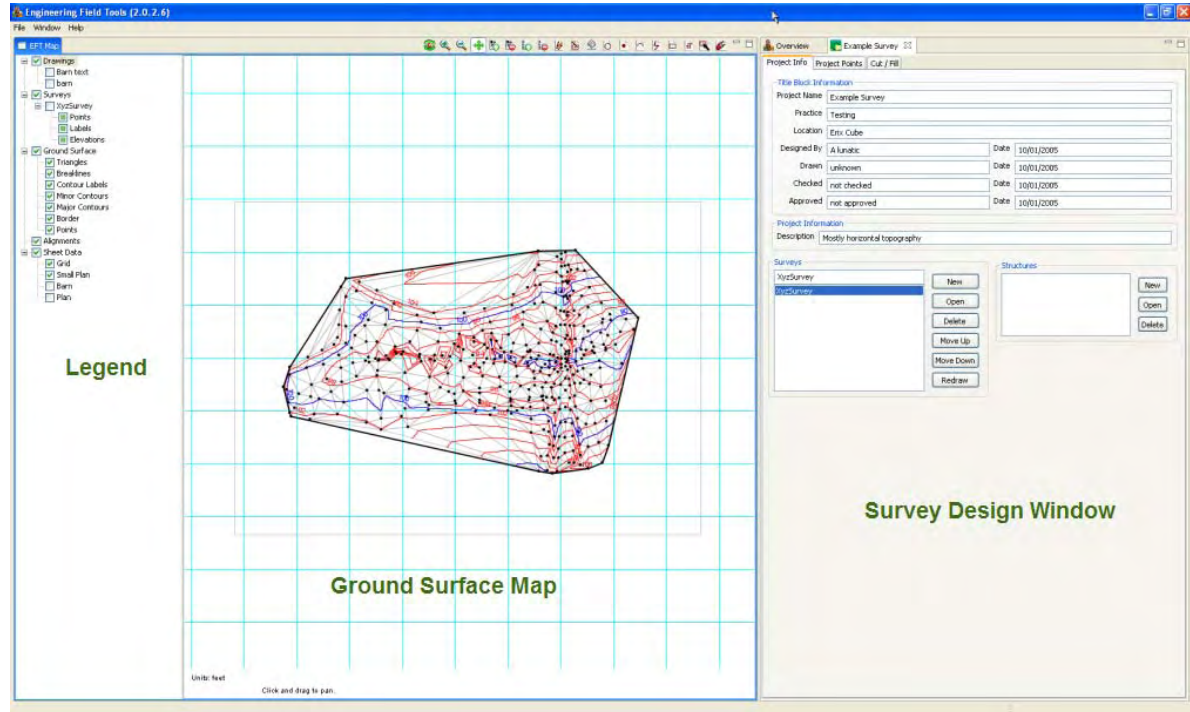 Engineering Field Tools (2.0.2.6)
File Window Help
EFT Map
Overview
Example Survey
Drawings
Barn text
barn
Surveys
XyzSurvey
Points
Labels
Elevations
Ground Surface
Triangles
Breaklines
Contour Labels
Minor Contours
Major Contours
Border
Points
Alignments
Sheet Data
Grid
Small Plan
Barn
Plan
Legend
Ground Surface Map
Units: feet
Click and drag to pan.
Project Info Project Points Cut / Fill
Title Block Information
Project Name Example Survey
Practice Testing
Location Erix Cube
Designed By A lunatic Date 10/01/2005
Drawn unknown Date 10/01/2005
Checked not checked Date 10/01/2005
Approved not approved Date 10/01/2005
Project Information
Description Mostly horizontal topography
Surveys
XyzSurvey
XyzSurvey
New
Open
Delete
Move Up
Move Down
Redraw
Structures
New
Open
Delete
Survey Design Window